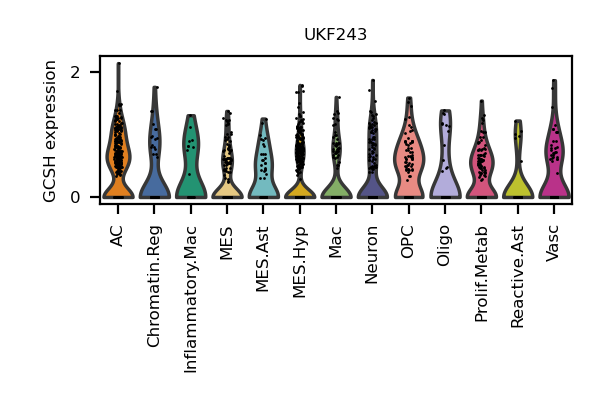 UKF243
GCSH expression
2
0
AC
Chromatin.Reg
Inflammatory.Mac
MES
MES.Ast
MES.Hyp
Mac
Neuron
OPC
Oligo
Prolif.Metab
Reactive.Ast
Vasc